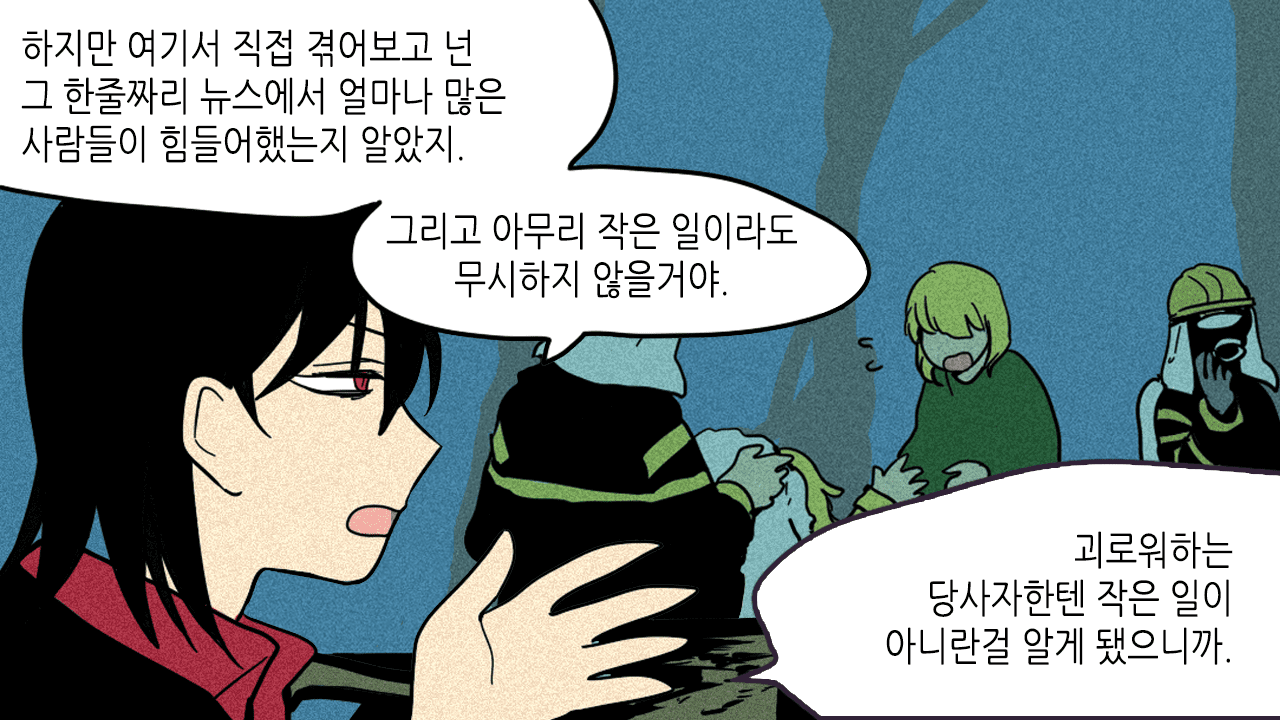 하지만 여기서 직접 겪어보고 넌
그 한줄짜리 뉴스에서 얼마나 많은
사람들이 힘들어했는지 알았지.
그리고 아무리 작은 일이라도
무시하지 않을거야.
괴로워하는
당사자한텐 작은 일이
아니란걸 알게 됐으니까.